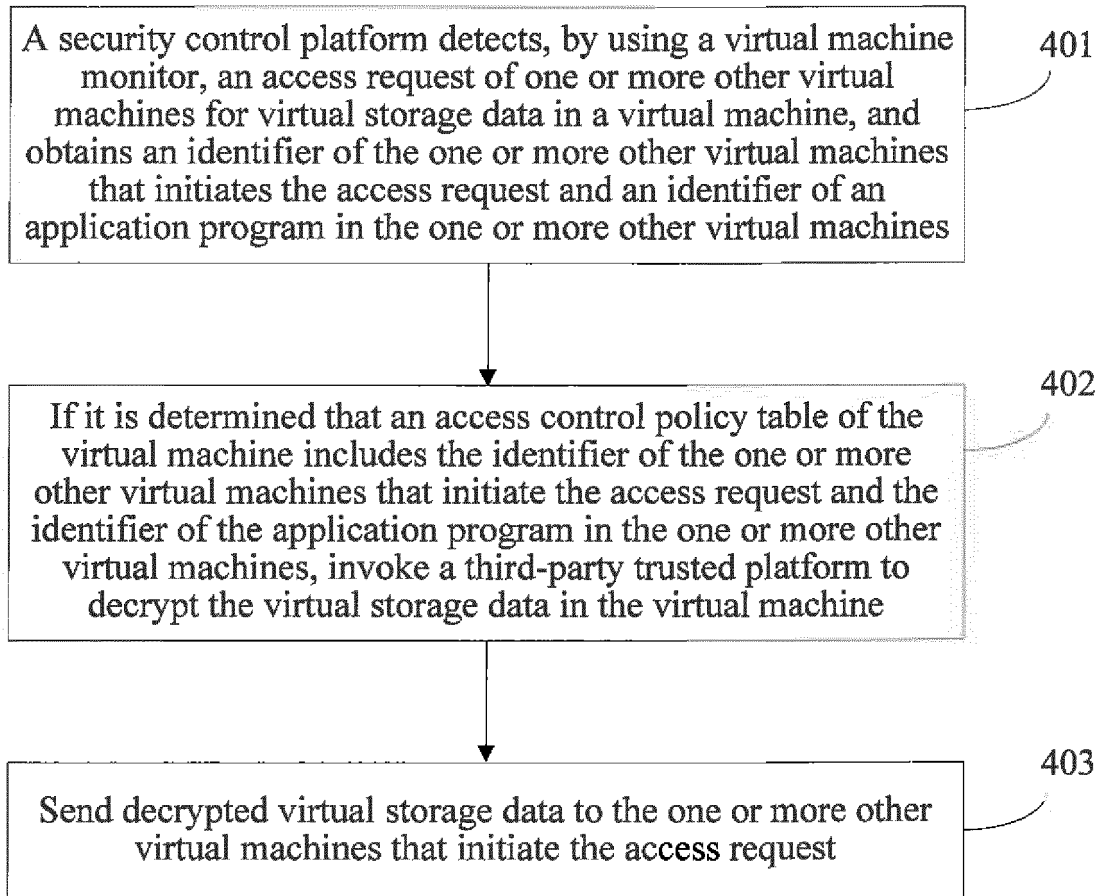 A security control platform detects, by using a virtual machine
monitor, an access request of one or more other virtual
machines for virtual storage data in a virtual machine, and
obtains an identifier of the one or more other virtual machines
that initiates the access request and an identifier of an
application program in the one or more other virtual machines
401
If it is determined that an access control policy table of the
virtual machine includes the identifier of the one or more
other virtual machines that initiate the access request and the
identifier of the application program in the one or more other
virtual machines, invoke a third-party trusted platform to
decrypt the virtual storage data in the virtual machine
402
Send decrypted virtual storage data to the one or more other
virtual machines that initiate the access request
403